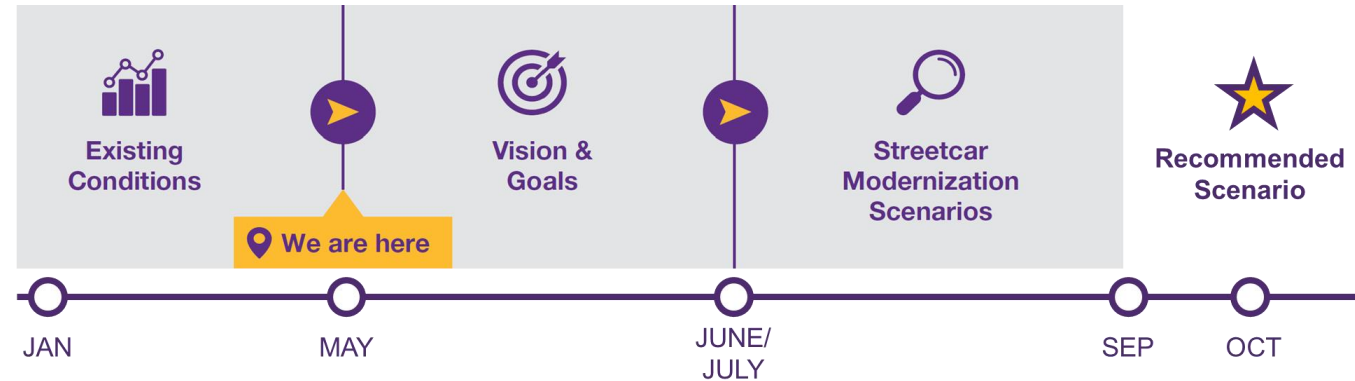 Existing
Conditions
Vision &
Goals
Streetcar
Modernization
Scenarios
Recommended
Scenario
We are here
JAN
MAY
JUNE/
JULY
SEP
OCT